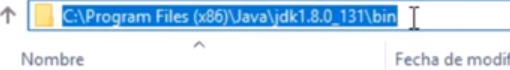 C:\Program Files (x86)\Java\jdk1.8.0_131\bin
Nombre
Fecha de modif